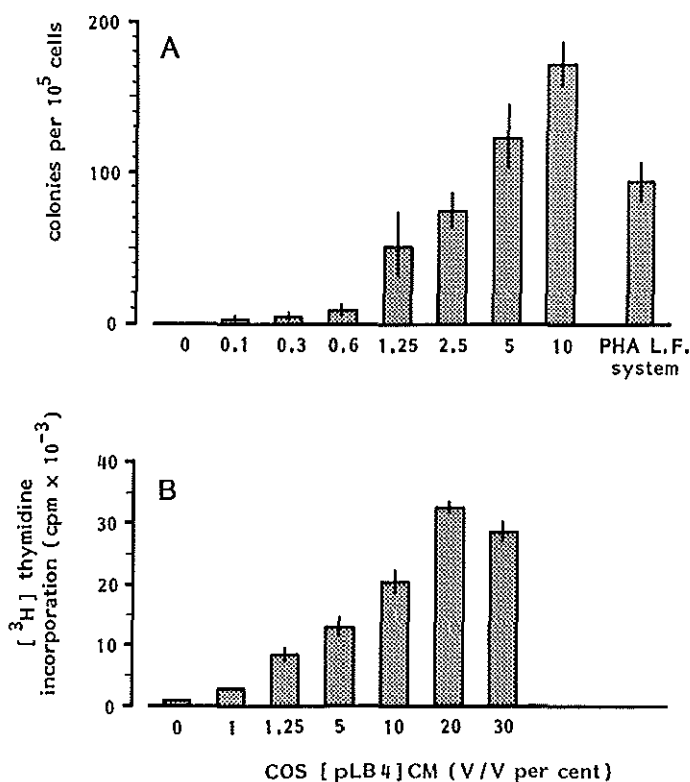 A
colonies per 10⁵ cells
200
100
0
0 0.1 0.3 0.6 1.25 2.5 5 10 PHA L.F.
system
B
[³H] thymidine
incorporation (cpm × 10⁻³)
40
30
20
10
0
0 1 1.25 5 10 20 30
COS [pLB4]CM (V/V per cent)